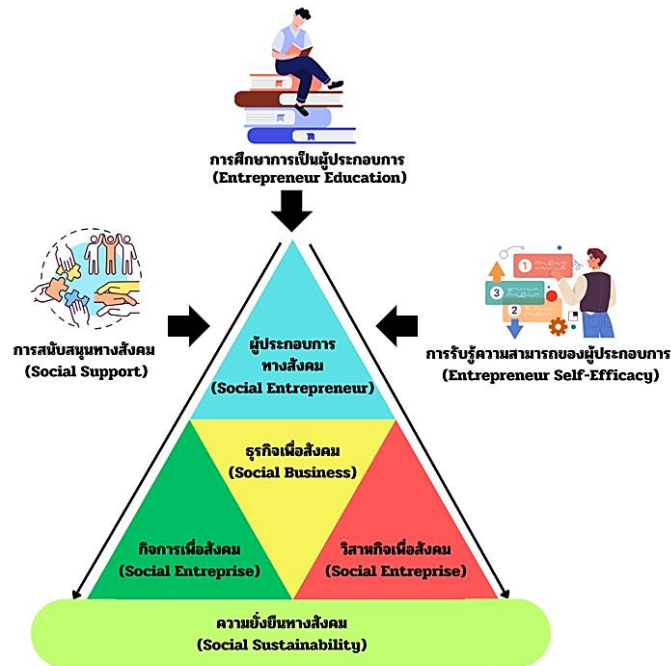 การศึกษาการเป็นผู้ประกอบการ
(Entrepreneur Education)
การสนับสนุนทางสังคม
(Social Support)
การรับรู้ความสามารถของผู้ประกอบการ
(Entrepreneur Self-Efficacy)
1
3
2
ผู้ประกอบการ
ทางสังคม
(Social Entrepreneur)
ธุรกิจเพื่อสังคม
(Social Business)
กิจการเพื่อสังคม
(Social Entreprise)
วิสาหกิจเพื่อสังคม
(Social Entreprise)
ความยั่งยืนทางสังคม
(Social Sustainability)